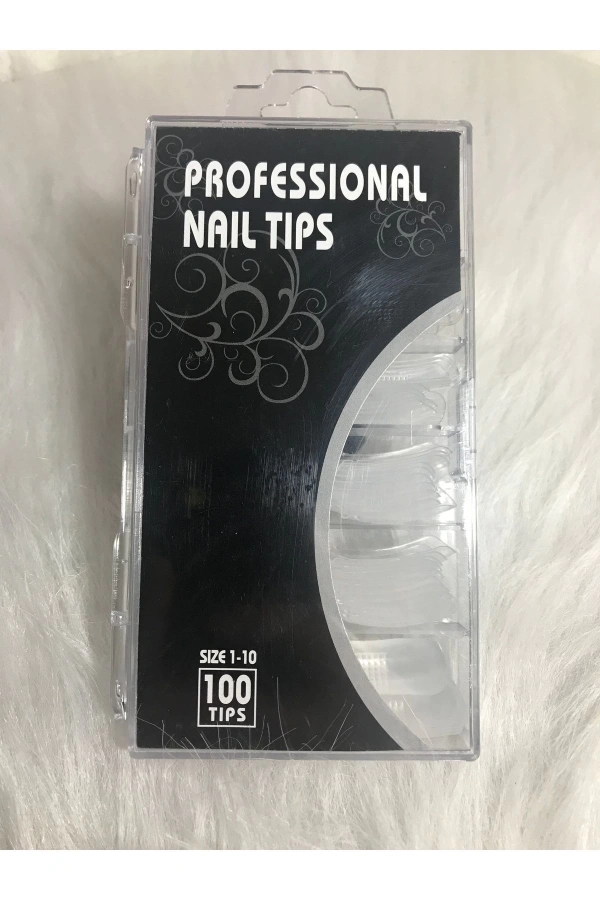 PROFESSIONAL
NAIL TIPS
SIZE 1-10
100
TIPS